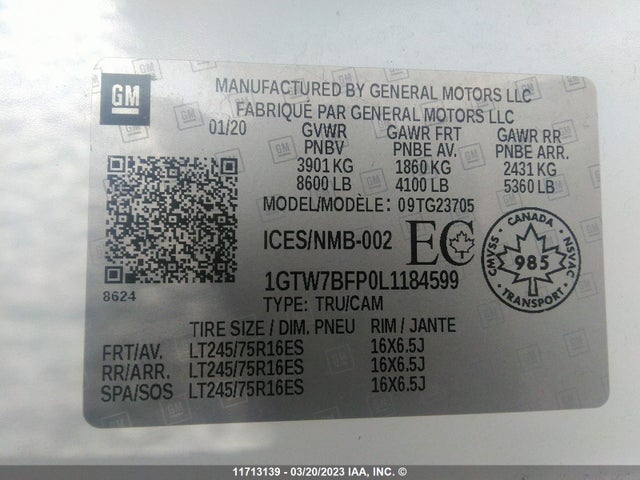 GM
MANUFACTURED BY GENERAL MOTORS LLC
FABRIQUÉ PAR GENERAL MOTORS LLC
01/20 GVWR GAWR FRT GAWR RR
PNBV PNBE AV. PNBE ARR.
3901 KG 1860 KG 2431 KG
8600 LB 4100 LB 5360 LB
MODEL/MODÈLE: 09TG23705
ICES/NMB-002 EC
CANADA
CMVSS 985 NSVAC
TRANSPORT
1GTW7BFP0L1184599
8624
TYPE: TRU/CAM
TIRE SIZE / DIM. PNEU RIM / JANTE
FRT/AV. LT245/75R16ES 16X6.5J
RR/ARR. LT245/75R16ES 16X6.5J
SPA/SOS LT245/75R16ES 16X6.5J
11713139 - 03/20/2023 IAA, Inc. ©